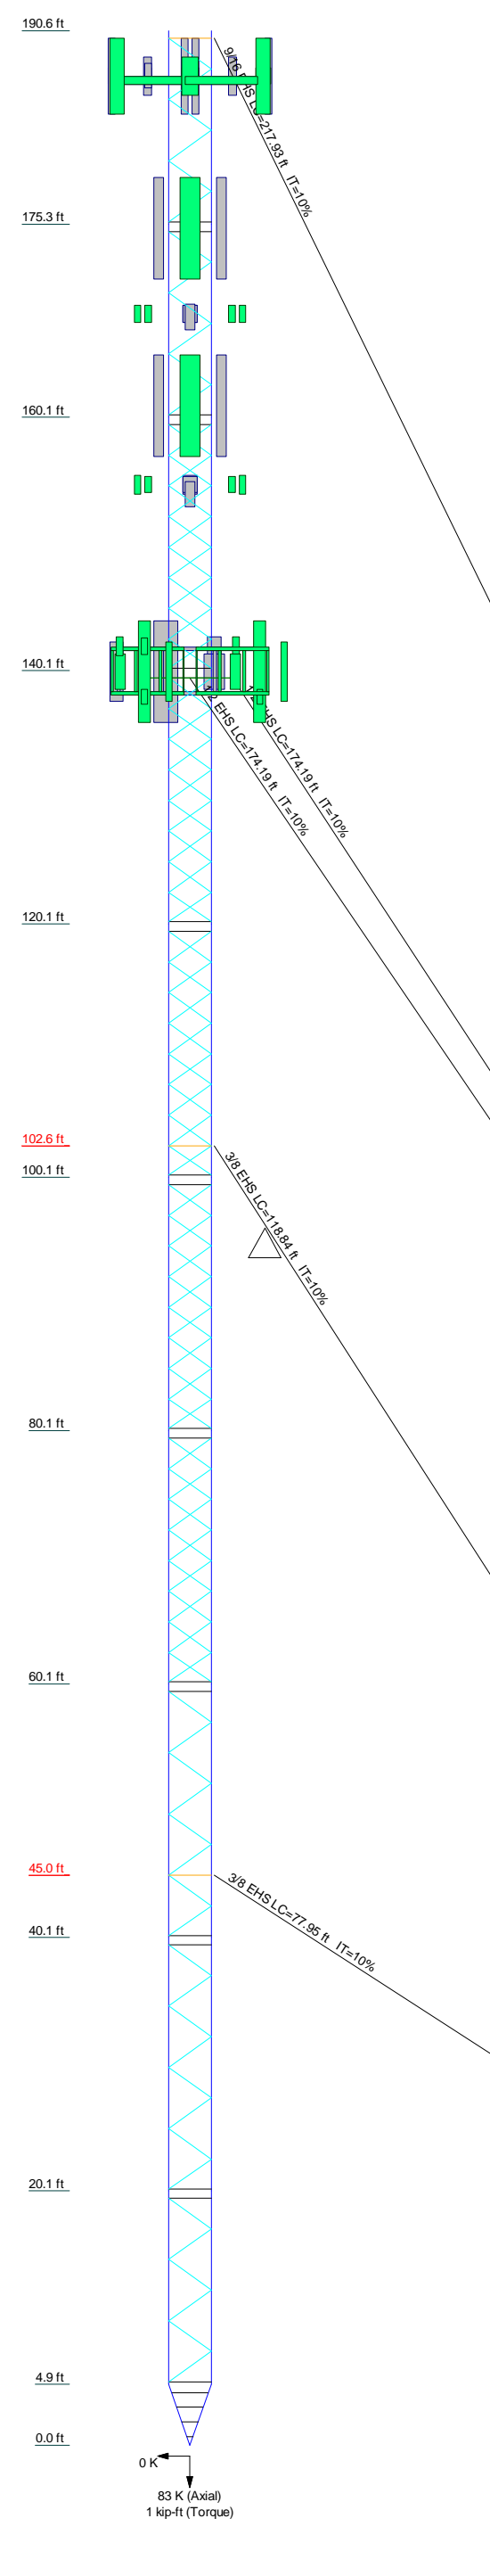 190.6 ft
9/16 EHS LC=217.93 ft IT=10%
175.3 ft
160.1 ft
140.1 ft
EHS LC=174.19 ft IT=10%
EHS LC=174.19 ft IT=10%
120.1 ft
102.6 ft
3/8 EHS LC=118.84 ft IT=10%
100.1 ft
80.1 ft
60.1 ft
45.0 ft
3/8 EHS LC=77.95 ft IT=10%
40.1 ft
20.1 ft
4.9 ft
0.0 ft
0 K
83 K (Axial)
1 kip-ft (Torque)